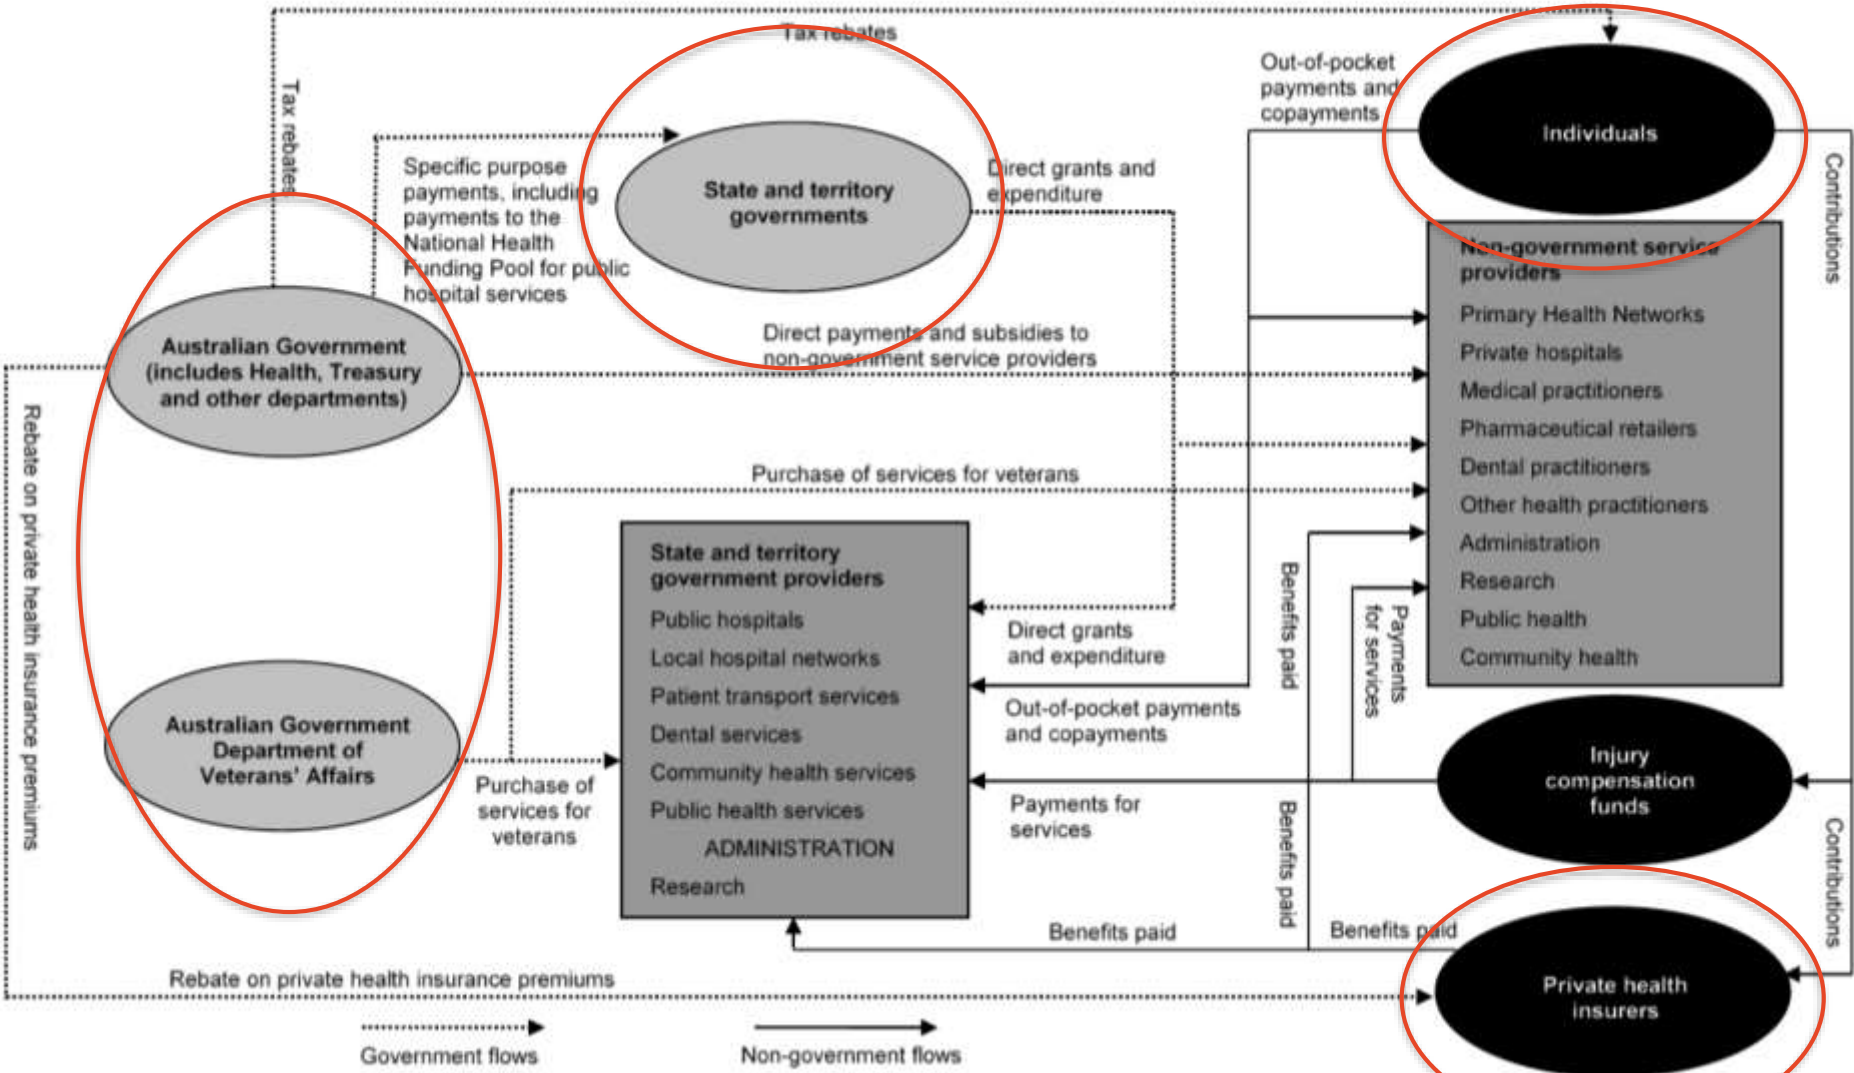 Tax rebates
Tax rebates
Out-of-pocket
payments and
copayments
Individuals
Contributions
Specific purpose
payments, including
payments to the
National Health
Funding Pool for public
hospital services
State and territory
governments
Direct grants and
expenditure
Non-government service
providers
Primary Health Networks
Private hospitals
Medical practitioners
Pharmaceutical retailers
Dental practitioners
Other health practitioners
Administration
Research
Public health
Community health
Australian Government
(includes Health, Treasury
and other departments)
Direct payments and subsidies to
non-government service providers
Rebate on private health insurance premiums
Purchase of services for veterans
State and territory
government providers
Public hospitals
Local hospital networks
Patient transport services
Dental services
Community health services
Public health services
ADMINISTRATION
Research
Direct grants
and expenditure
Out-of-pocket payments
and copayments
Payments for
services
Benefits paid
Payments
for services
Australian Government
Department of
Veterans' Affairs
Purchase of
services for
veterans
Injury
compensation
funds
Benefits paid
Contributions
Benefits paid
Benefits paid
Private health
insurers
Rebate on private health insurance premiums
Government flows
Non-government flows